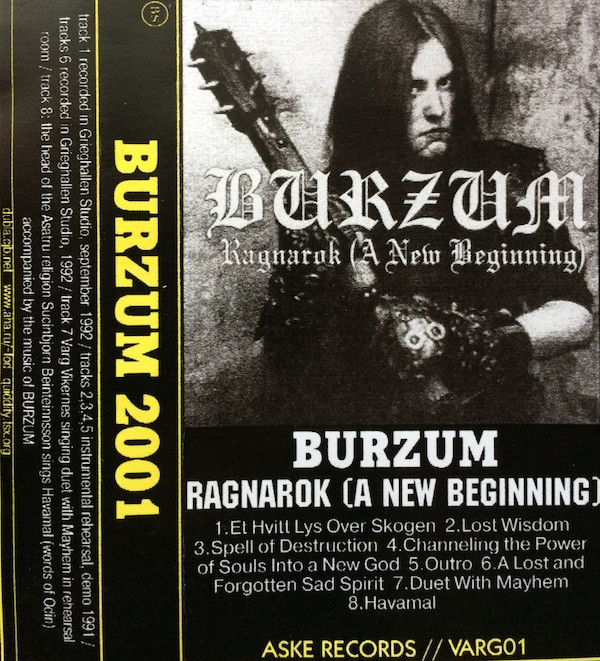 BS
track 1 recorded in Grieghallen Studio, september 1992 / tracks 2,3,4,5 instrumental rehearsal, demo 1991 /
tracks 6 recorded in Grieghallen Studio, 1992 / track 7 Varg Vikernes singing duet with Mayhem in rehearsal
room / track 8: the head of the Asatru religion Sucinbjorn Beinteinnsson sings Havamal (words of Odin)
accompanied by the music of BURZUM
BURZUM 2001
BURZUM
Ragnarok (A New Beginning)
BURZUM
RAGNAROK (A NEW BEGINNING)
1.Et Hvitt Lys Over Skogen 2.Lost Wisdom
3.Spell of Destruction 4.Channeling the Power
of Souls Into a New God 5.Outro 6.A Lost and
Forgotten Sad Spirit 7.Duet With Mayhem
8.Havamal
ASKE RECORDS // VARG01